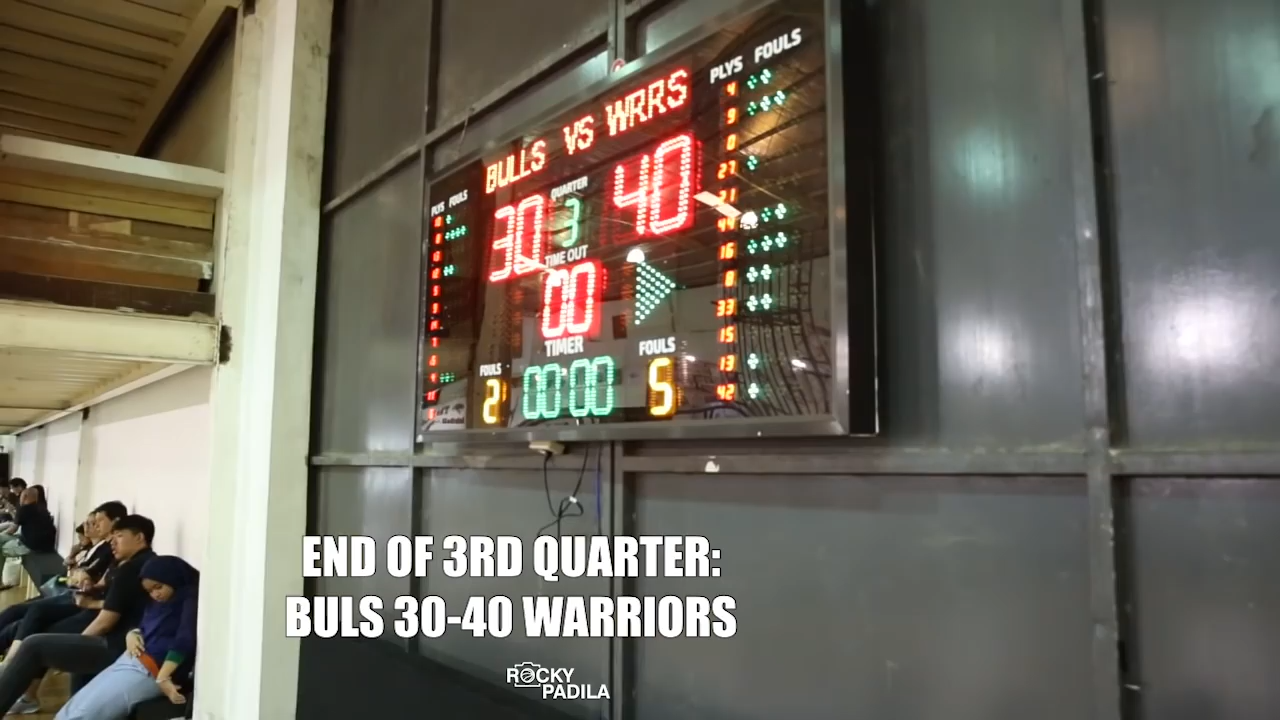 BULLS VS WRRS
PLYS FOULS
PLYS FOULS
QUARTER
30 3 40
TIME OUT
00
TIMER
FOULS 00:00 FOULS
2 5
4
9
0
27
21
44
16
8
33
15
13
42
END OF 3RD QUARTER:
BULS 30-40 WARRIORS
ROCKY
PADILA